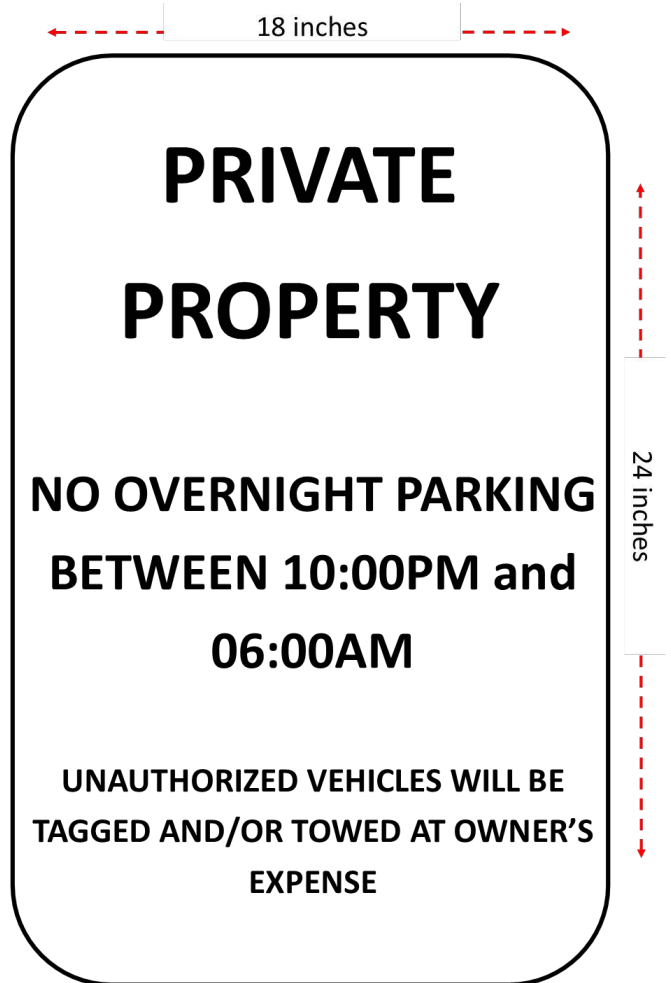 18 inches
PRIVATE
PROPERTY
NO OVERNIGHT PARKING
BETWEEN 10:00PM and
06:00AM
24 inches
UNAUTHORIZED VEHICLES WILL BE
TAGGED AND/OR TOWED AT OWNER’S
EXPENSE